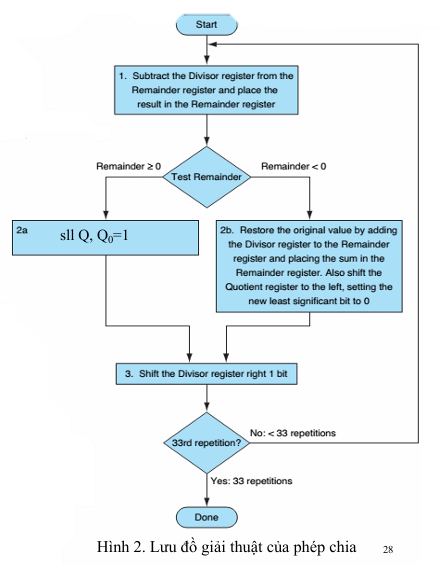 Start
1. Subtract the Divisor register from the
Remainder register and place the
result in the Remainder register
Remainder ≥ 0
Remainder < 0
Test Remainder
2a
sll Q, Q₀=1
2b. Restore the original value by adding
the Divisor register to the Remainder
register and placing the sum in the
Remainder register. Also shift the
Quotient register to the left, setting the
new least significant bit to 0
3. Shift the Divisor register right 1 bit
33rd repetition?
No: < 33 repetitions
Yes: 33 repetitions
Done
Hình 2. Lưu đồ giải thuật của phép chia
28